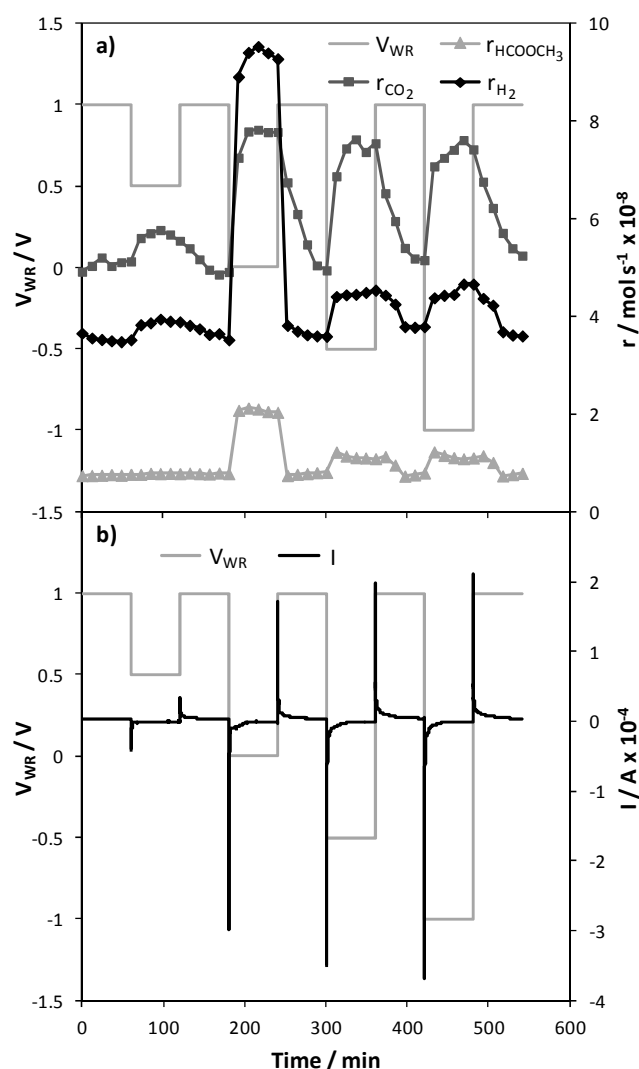 a)
V_WR
r_HCOOCH₃
r_CO₂
r_H₂
1.5
1
0.5
0
-0.5
-1
-1.5
V_WR / V
10
8
6
4
2
0
r / mol s⁻¹ x 10⁻⁸
b)
V_WR
I
1
0.5
0
-0.5
-1
-1.5
V_WR / V
2
1
0
-1
-2
-3
-4
I / A x 10⁻⁴
0
100
200
300
400
500
600
Time / min